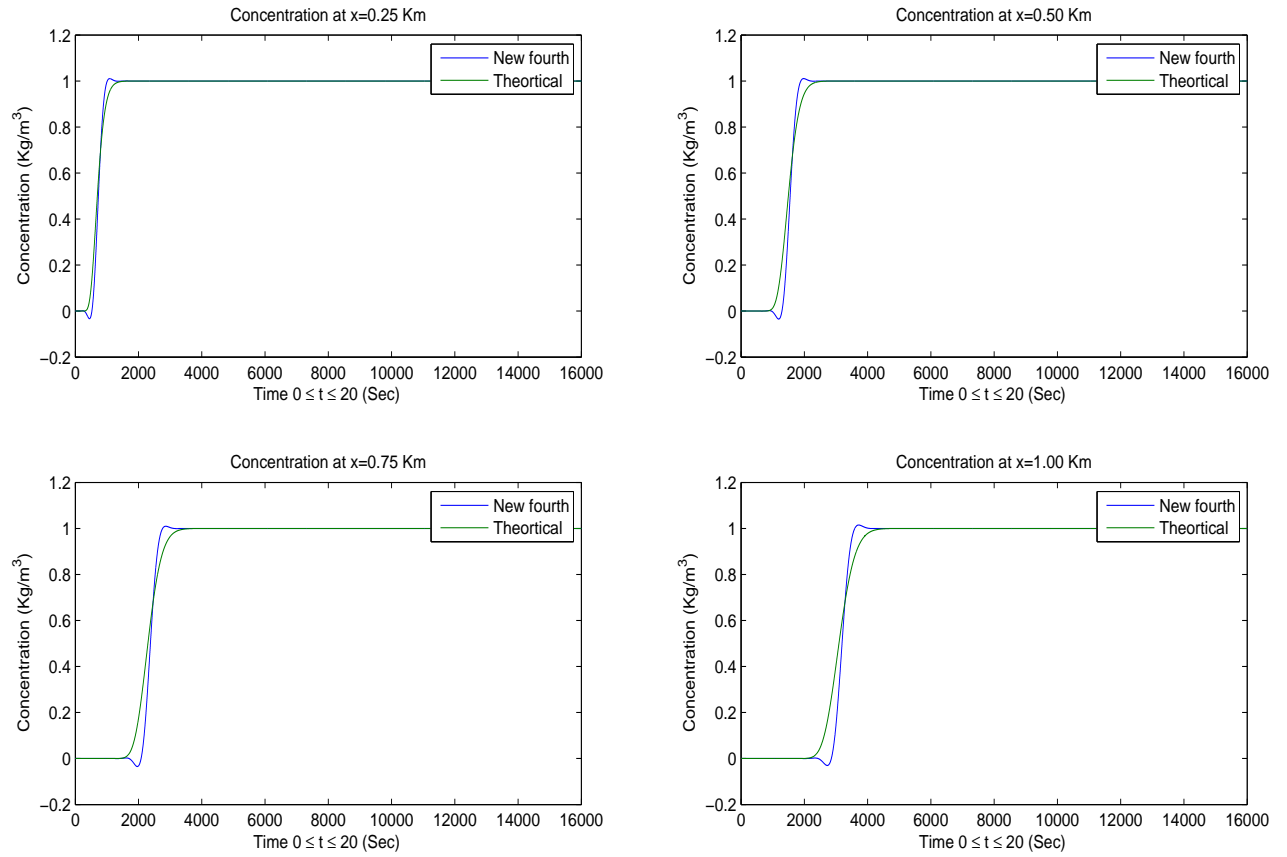 Concentration at x=0.25 Km
Concentration (Kg/m³)
1.2
1
0.8
0.6
0.4
0.2
0
−0.2
New fourth
Theortical
0 2000 4000 6000 8000 10000 12000 14000 16000
Time 0 ≤ t ≤ 20 (Sec)
Concentration at x=0.50 Km
Concentration (Kg/m³)
1.2
1
0.8
0.6
0.4
0.2
0
−0.2
New fourth
Theortical
0 2000 4000 6000 8000 10000 12000 14000 16000
Time 0 ≤ t ≤ 20 (Sec)
Concentration at x=0.75 Km
Concentration (Kg/m³)
1.2
1
0.8
0.6
0.4
0.2
0
−0.2
New fourth
Theortical
0 2000 4000 6000 8000 10000 12000 14000 16000
Time 0 ≤ t ≤ 20 (Sec)
Concentration at x=1.00 Km
Concentration (Kg/m³)
1.2
1
0.8
0.6
0.4
0.2
0
−0.2
New fourth
Theortical
0 2000 4000 6000 8000 10000 12000 14000 16000
Time 0 ≤ t ≤ 20 (Sec)